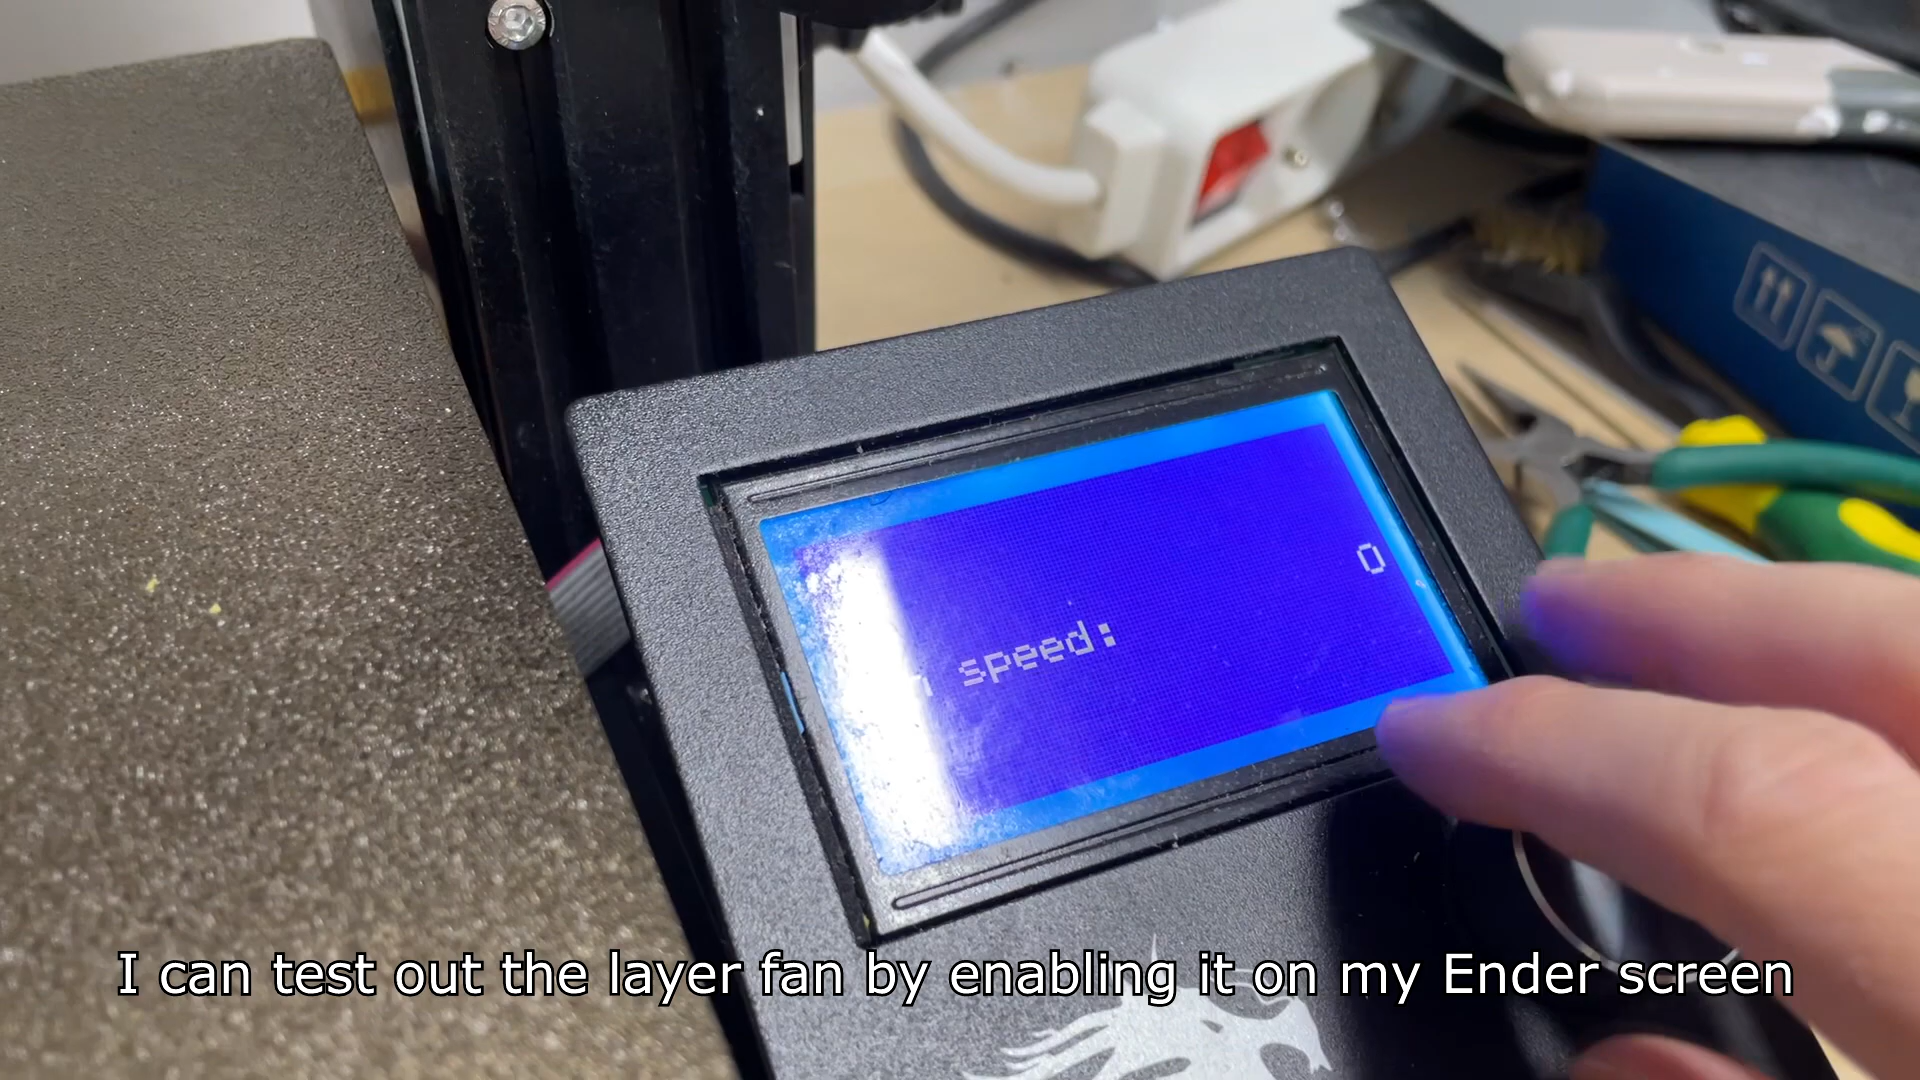 0
speed:
I can test out the layer fan by enabling it on my Ender screen